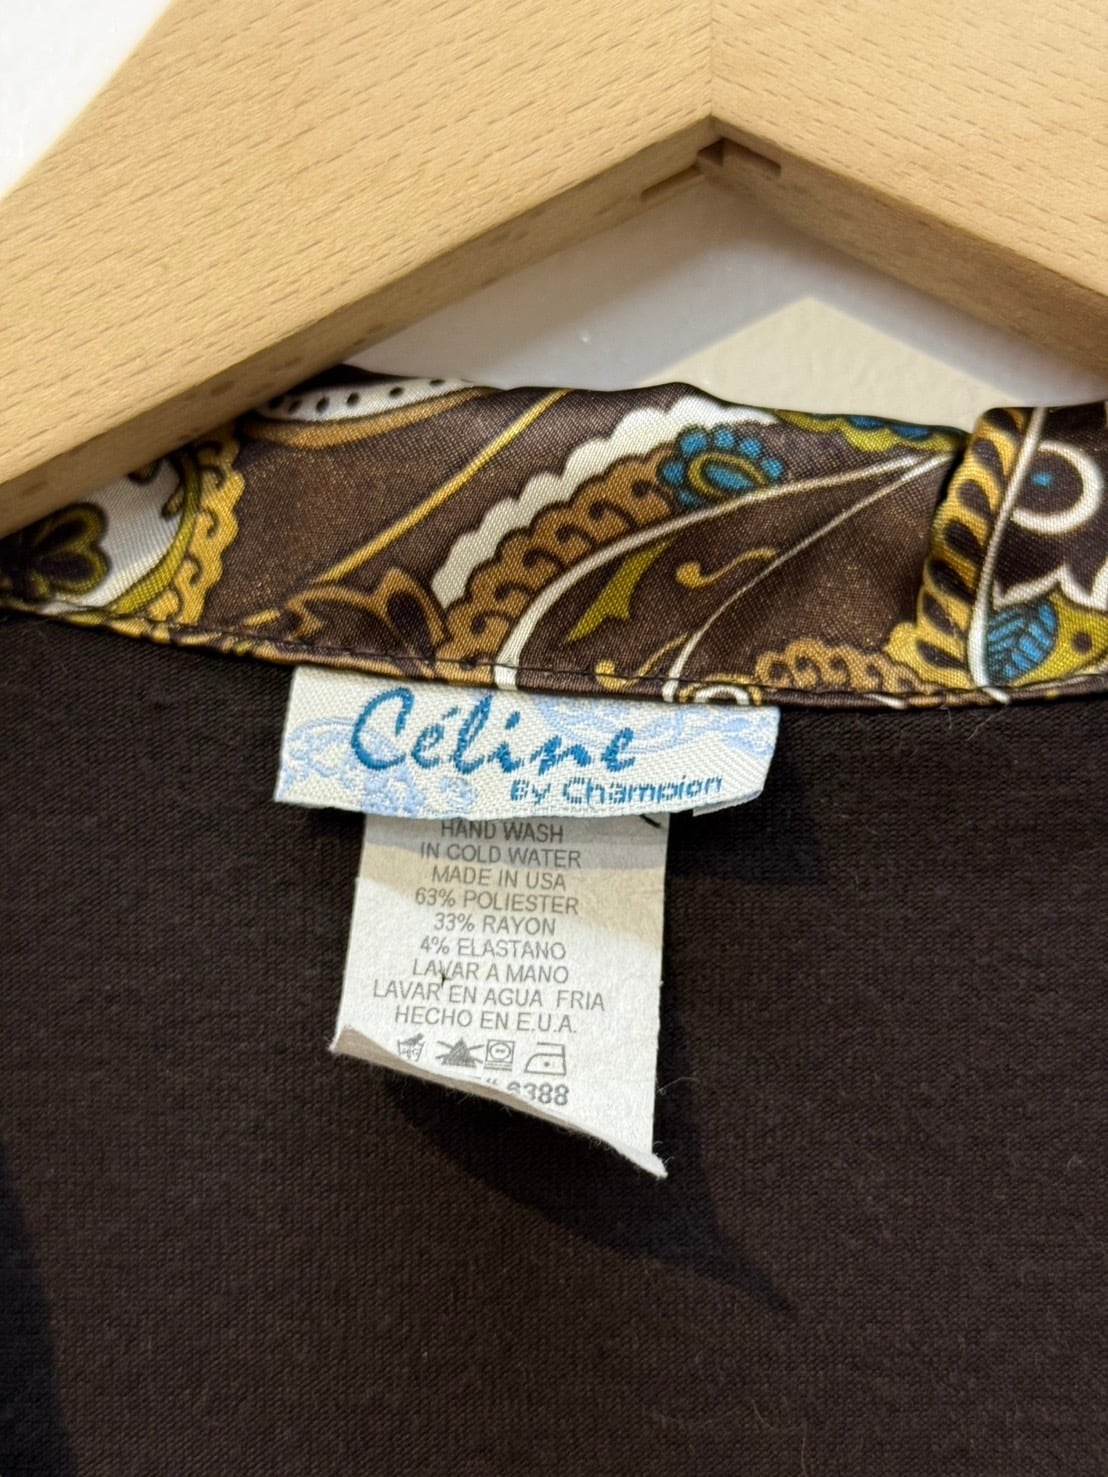 Céline
By Champion
HAND WASH
IN COLD WATER
MADE IN USA
63% POLIESTER
33% RAYON
4% ELASTANO
LAVAR A MANO
LAVAR EN AGUA FRIA
HECHO EN E.U.A.
6388